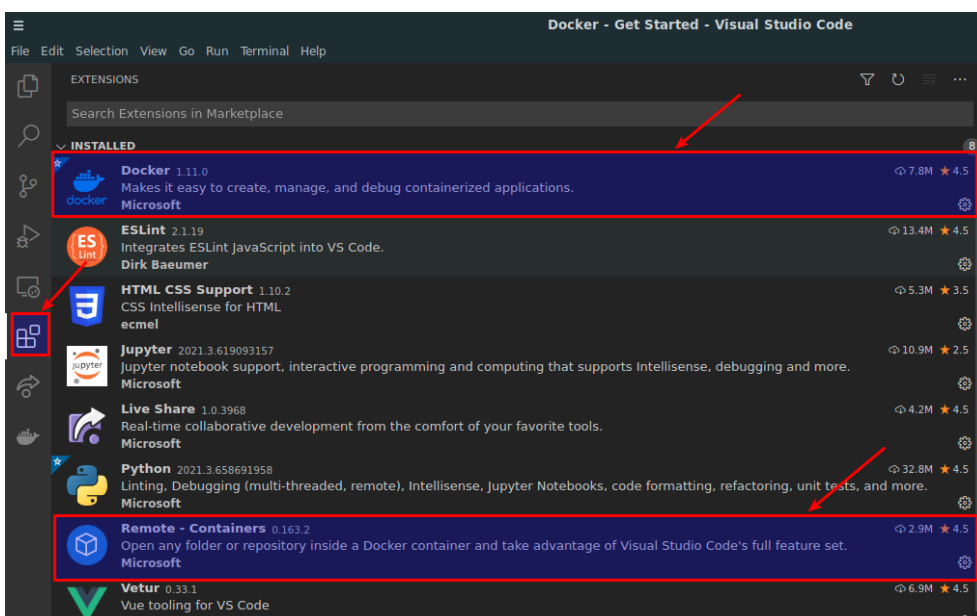 Docker - Get Started - Visual Studio Code
File Edit Selection View Go Run Terminal Help
EXTENSIONS
Search Extensions in Marketplace
INSTALLED 8
Docker 1.11.0 7.8M 4.5
Makes it easy to create, manage, and debug containerized applications.
docker Microsoft
ESLint 2.1.19 13.4M 4.5
ES
Integrates ESLint JavaScript into VS Code.
Lint
Dirk Baeumer
HTML CSS Support 1.10.2 5.3M 3.5
CSS Intellisense for HTML
ecmel
Jupyter 2021.3.619093157 10.9M 2.5
jupyter Jupyter notebook support, interactive programming and computing that supports Intellisense, debugging and more.
Microsoft
Live Share 1.0.3968 4.2M 4.5
Real-time collaborative development from the comfort of your favorite tools.
Microsoft
Python 2021.3.658691958 32.8M 4.5
Linting, Debugging (multi-threaded, remote), Intellisense, Jupyter Notebooks, code formatting, refactoring, unit tests, and more.
Microsoft
Remote - Containers 0.163.2 2.9M 4.5
Open any folder or repository inside a Docker container and take advantage of Visual Studio Code's full feature set.
Microsoft
Vetur 0.33.1 6.9M 4.5
Vue tooling for VS Code